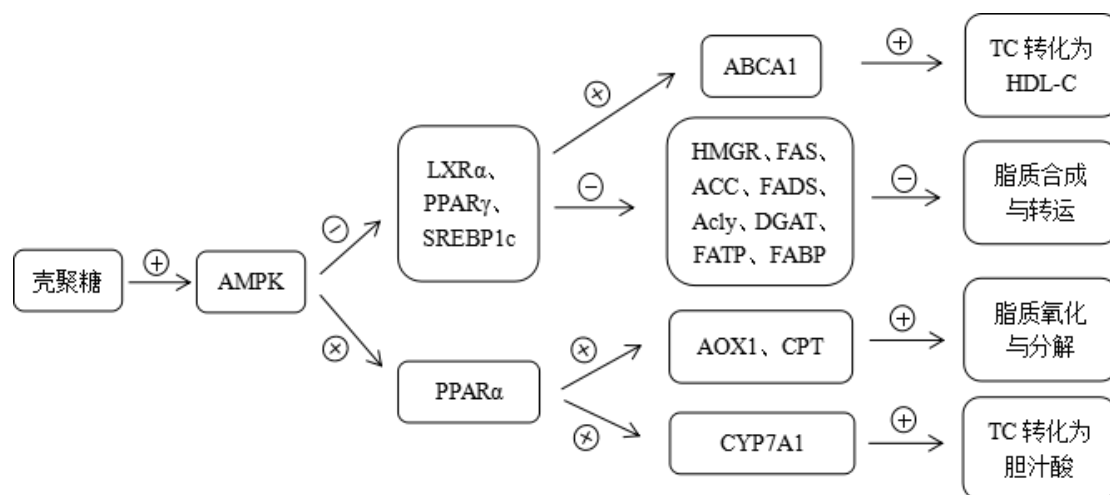 壳聚糖
AMPK
LXRα、
PPARγ、
SREBP1c
PPARα
ABCA1
HMGR、FAS、
ACC、FADS、
Acly、DGAT、
FATP、FABP
AOX1、CPT
CYP7A1
TC 转化为
HDL-C
脂质合成
与转运
脂质氧化
与分解
TC 转化为
胆汁酸